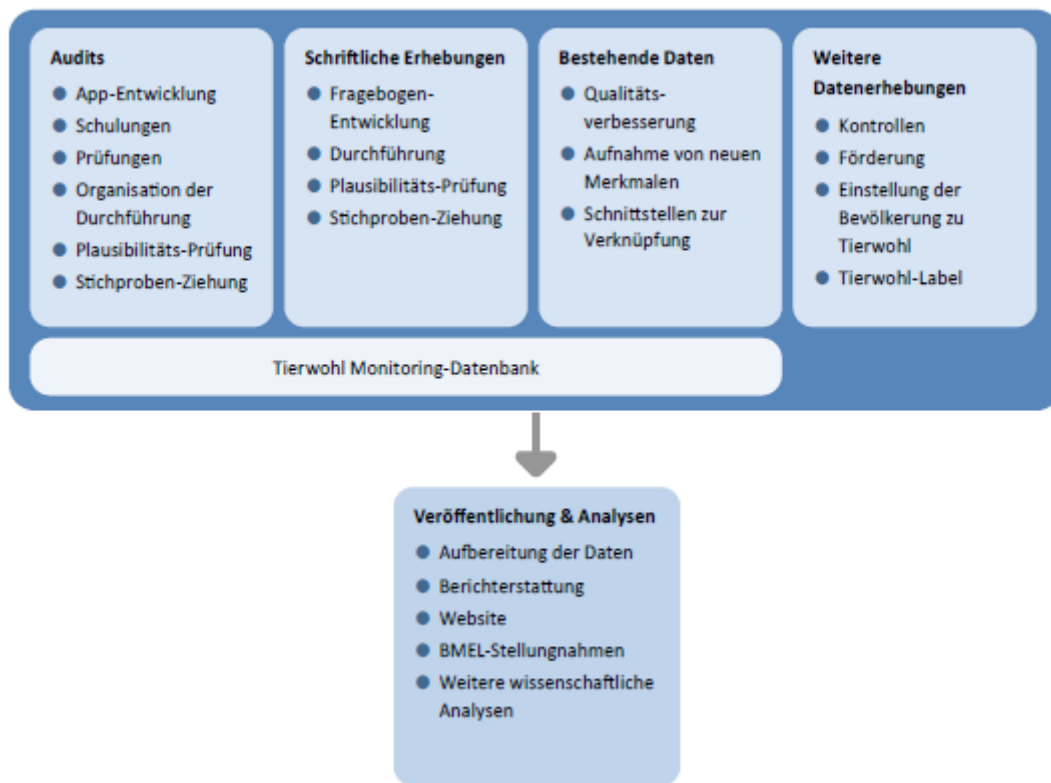 Audits
App-Entwicklung
Schulungen
Prüfungen
Organisation der
Durchführung
Plausibilitäts-Prüfung
Stichproben-Ziehung
Schriftliche Erhebungen
Fragebogen-
Entwicklung
Durchführung
Plausibilitäts-Prüfung
Stichproben-Ziehung
Bestehende Daten
Qualitäts-
verbesserung
Aufnahme von neuen
Merkmalen
Schnittstellen zur
Verknüpfung
Weitere
Datenerhebungen
Kontrollen
Förderung
Einstellung der
Bevölkerung zu
Tierwohl
Tierwohl-Label
Tierwohl Monitoring-Datenbank
Veröffentlichung & Analysen
Aufbereitung der Daten
Berichterstattung
Website
BMEL-Stellungnahmen
Weitere wissenschaftliche
Analysen